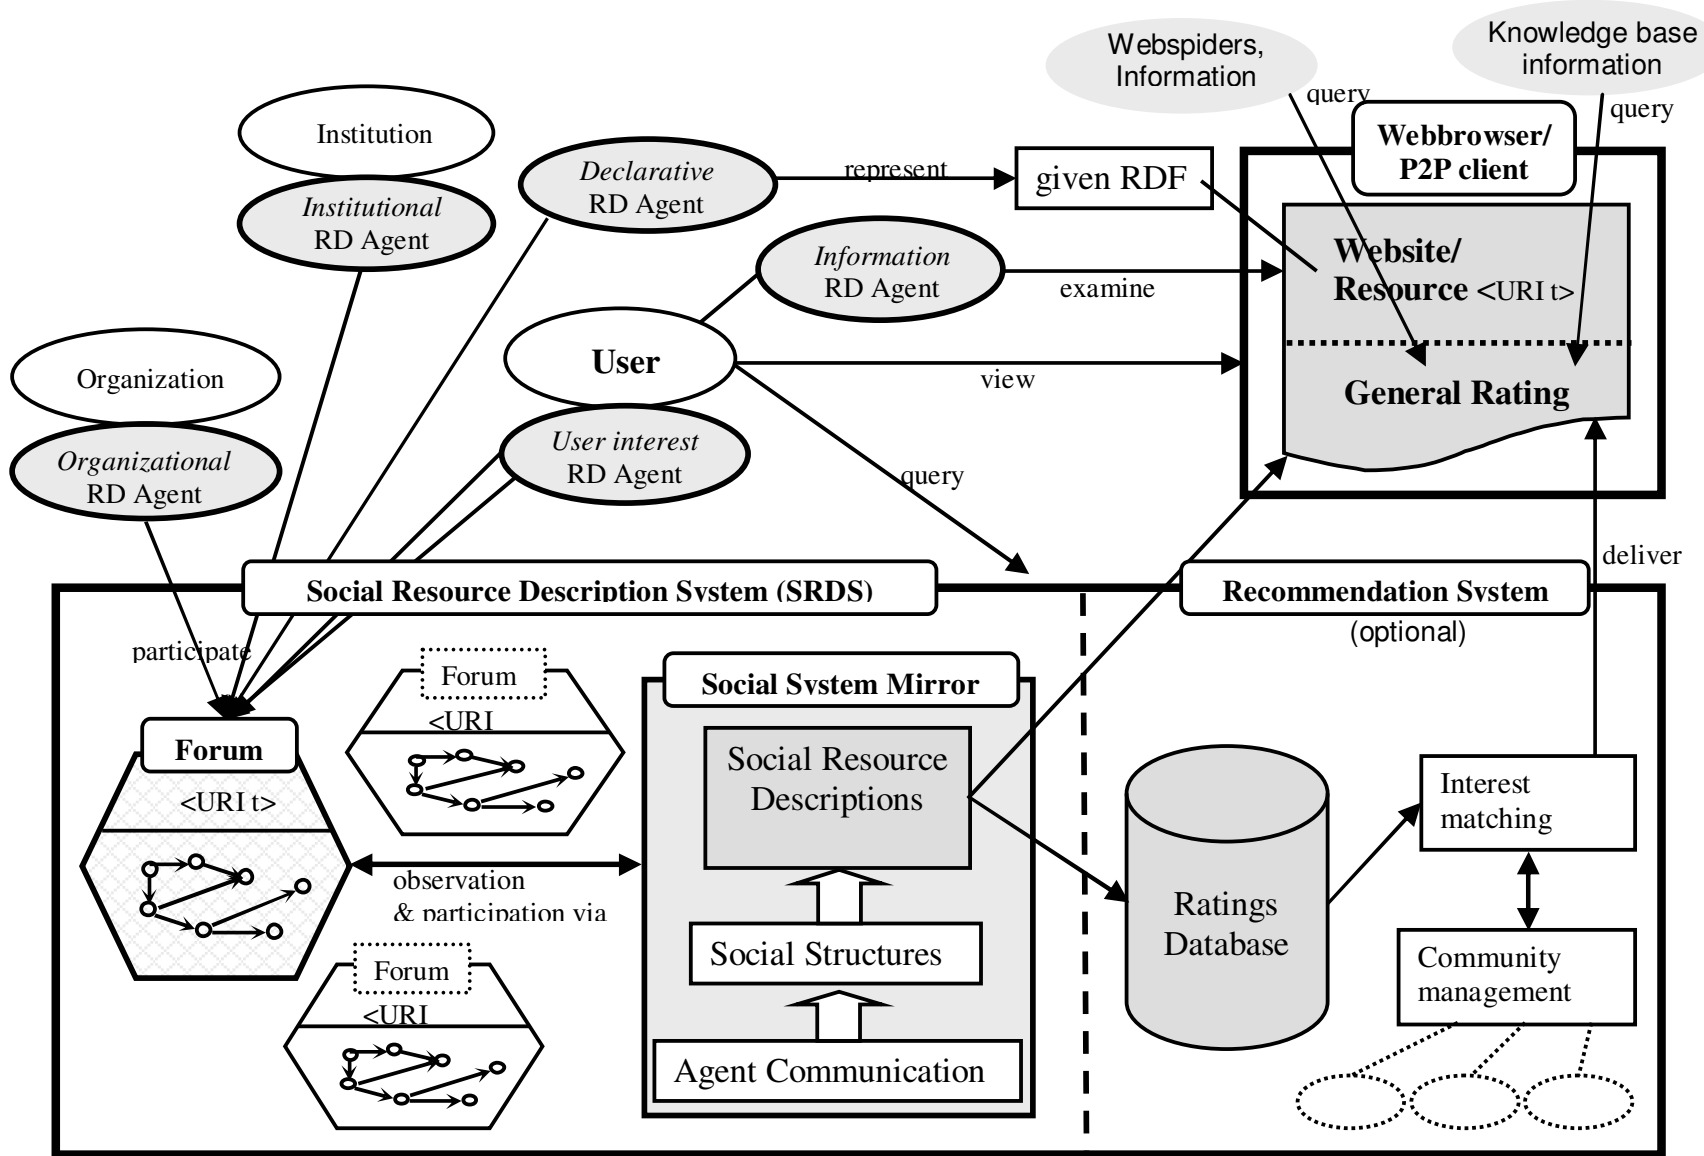 Webspiders,
Information
Knowledge base
information
query
query
Webbrowser/
P2P client
Institution
Institutional
RD Agent
Declarative
RD Agent
represent
given RDF
Information
RD Agent
examine
Website/
Resource <URI t>
General Rating
Organization
Organizational
RD Agent
User
view
User interest
RD Agent
query
deliver
Social Resource Description System (SRDS)
Recommendation System
(optional)
participate
Forum
<URI t>
Forum
<URI
Social System Mirror
Social Resource
Descriptions
observation
& participation via
Forum
<URI
Social Structures
Agent Communication
Ratings
Database
Interest
matching
Community
management